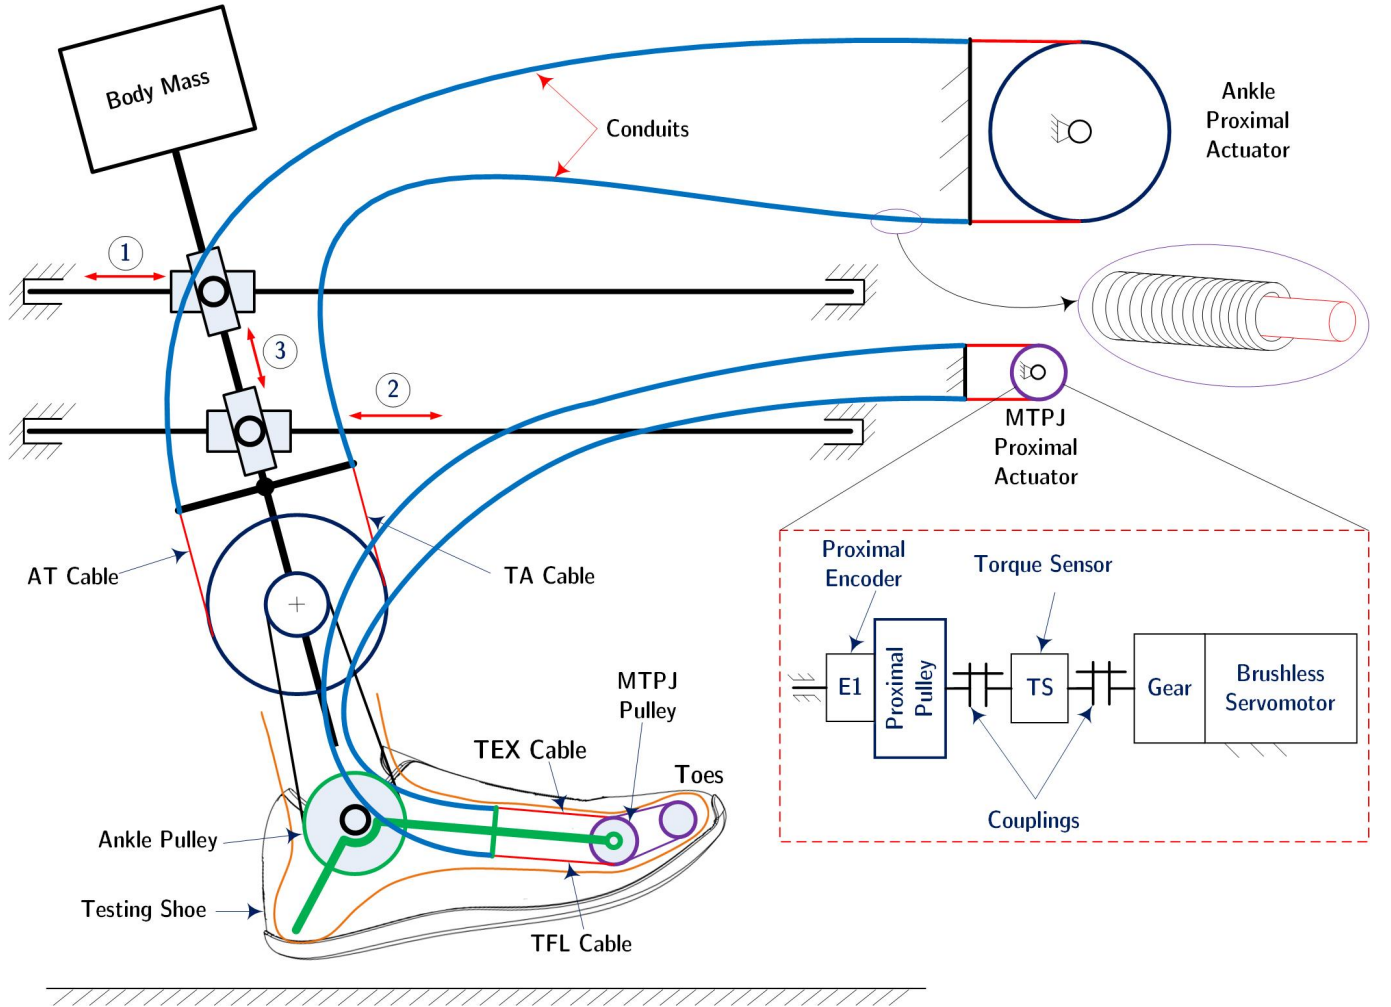 Body Mass
Conduits
Ankle
Proximal
Actuator
1
3
2
MTPJ
Proximal
Actuator
AT Cable
TA Cable
Proximal
Encoder
Torque Sensor
E1
Proximal
Pulley
TS
Gear
Brushless
Servomotor
Couplings
MTPJ
Pulley
TEX Cable
Toes
Ankle Pulley
Testing Shoe
TFL Cable